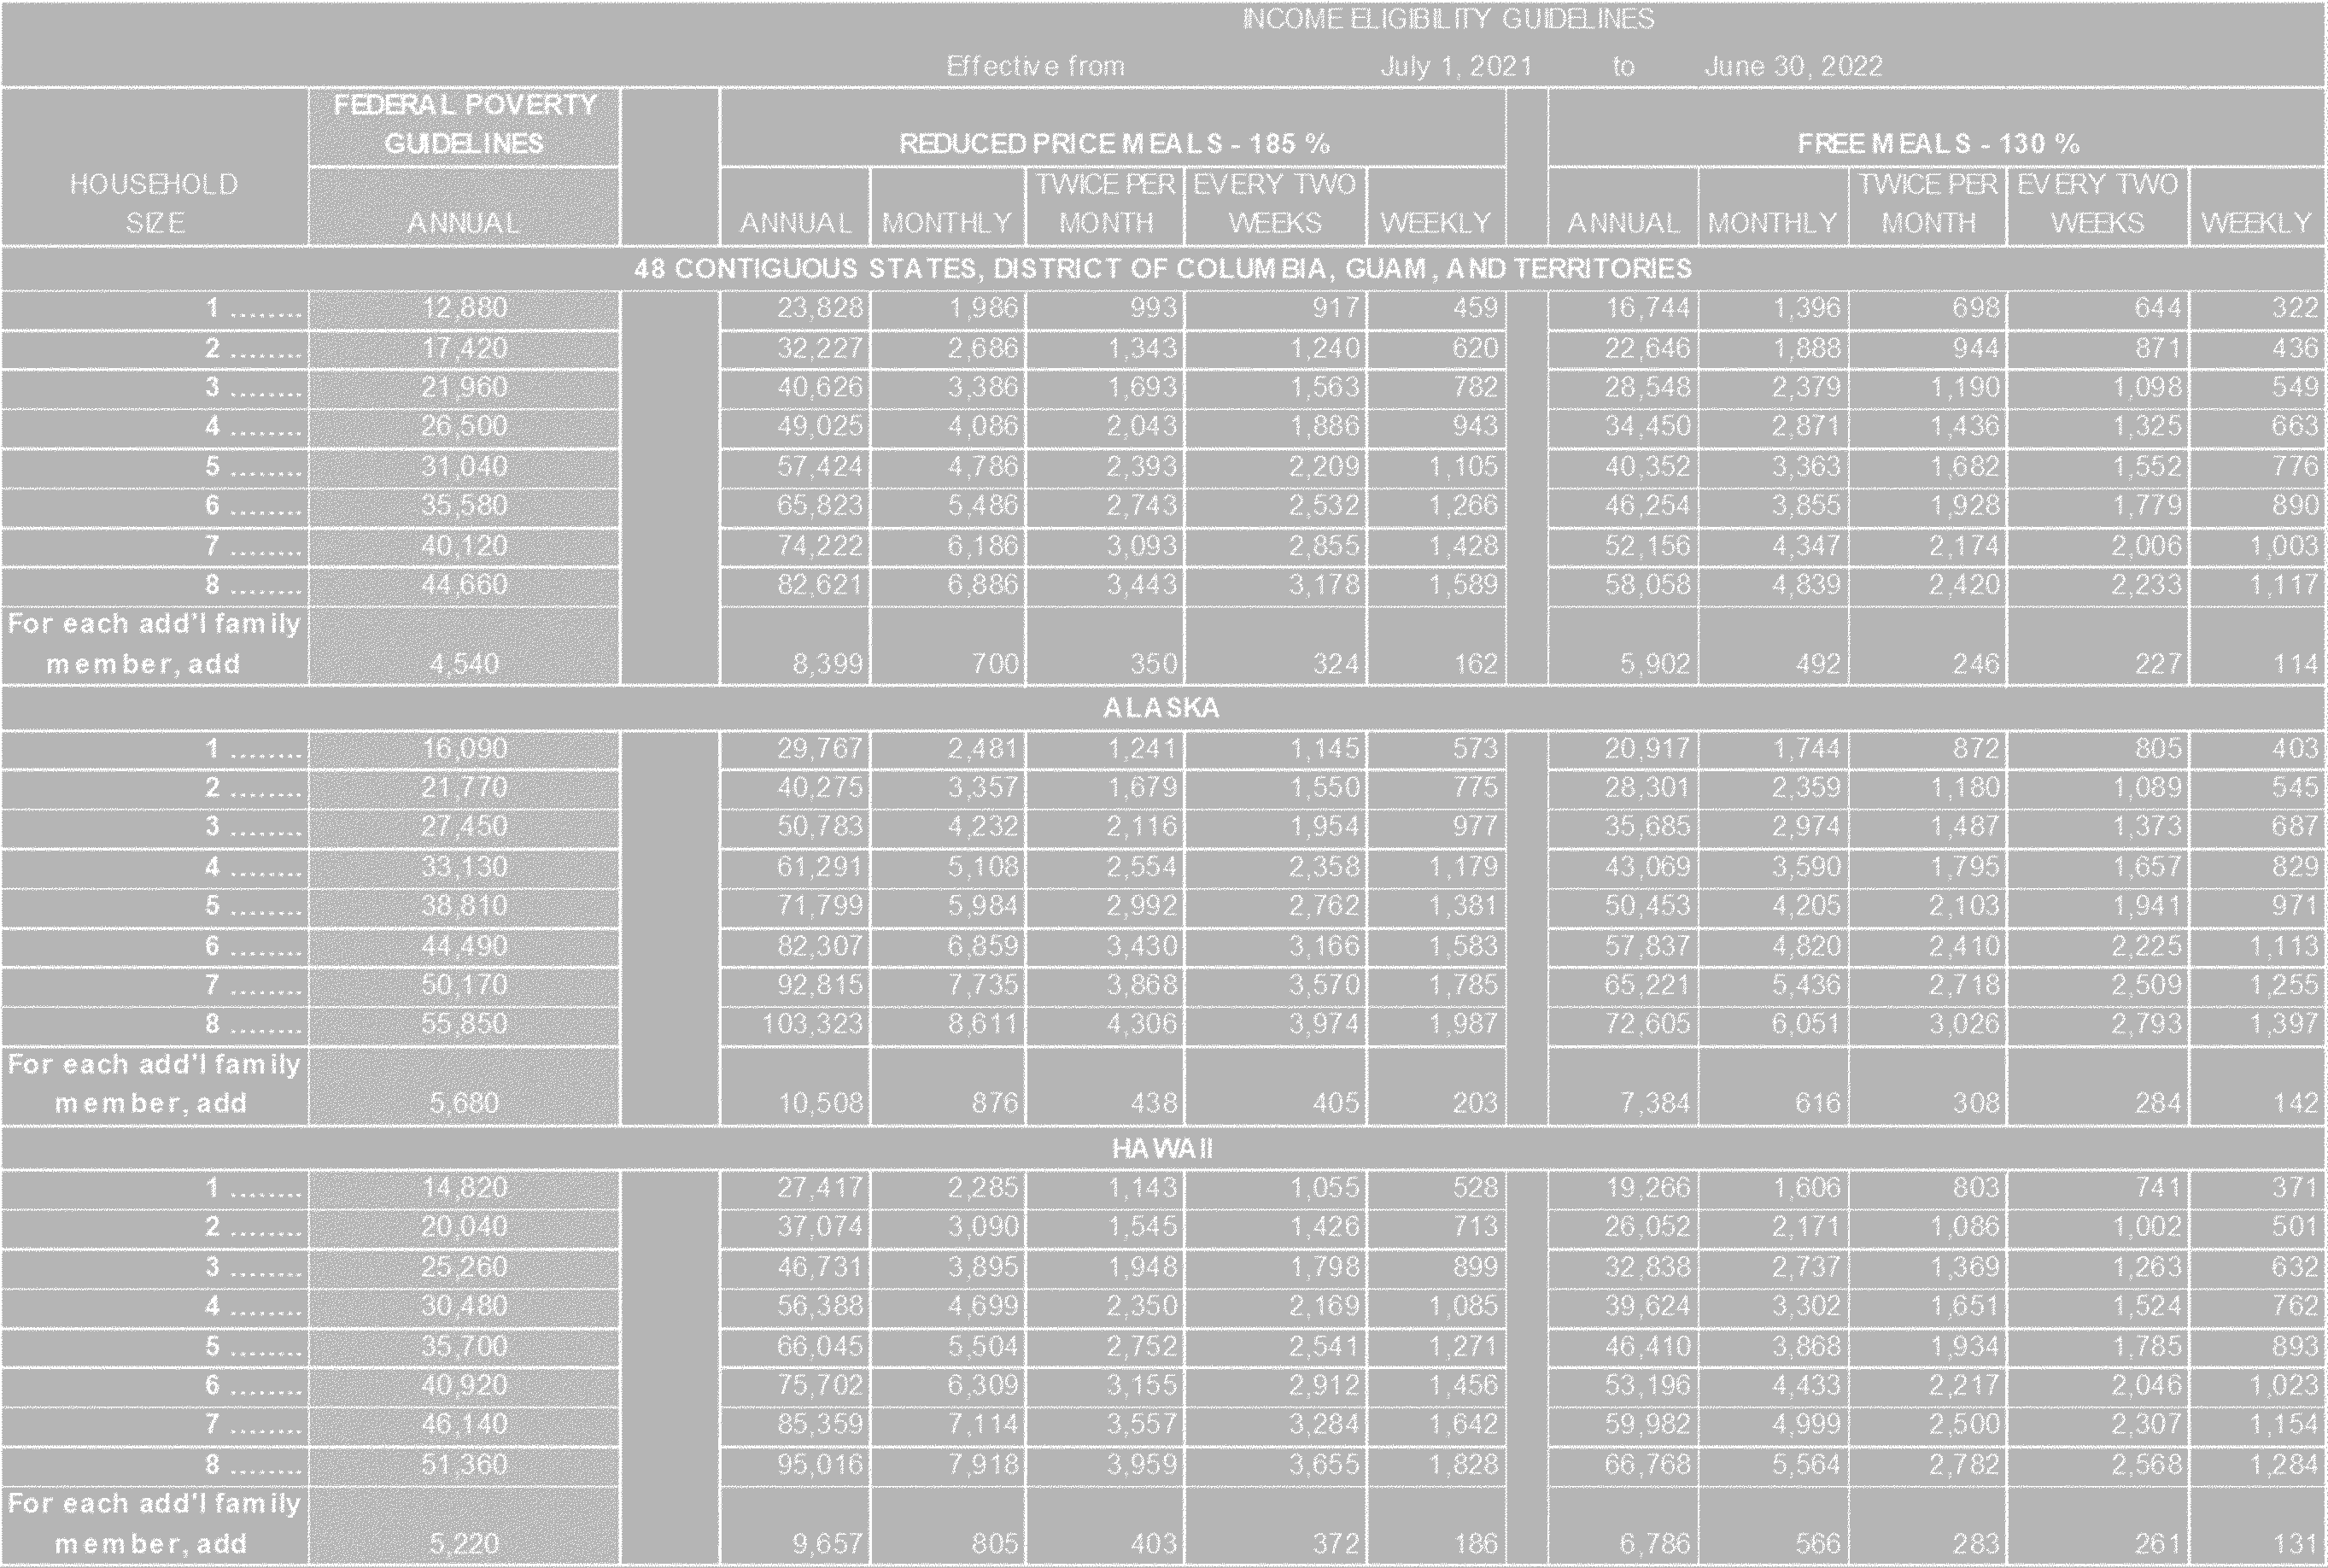 INCOME ELIGIBILITY GUIDELINES
Effective from July 1, 2021 to June 30, 2022
FEDERAL POVERTY
GUIDELINES REDUCED PRICE MEALS - 185 % FREE MEALS - 130 %
HOUSEHOLD TWICE PER EVERY TWO TWICE PER EVERY TWO
SIZE ANNUAL ANNUAL MONTHLY MONTH WEEKS WEEKLY ANNUAL MONTHLY MONTH WEEKS WEEKLY
48 CONTIGUOUS STATES, DISTRICT OF COLUMBIA, GUAM, AND TERRITORIES
1 ........ 12,880 23,828 1,986 993 917 459 16,744 1,396 698 644 322
2 ........ 17,420 32,227 2,686 1,343 1,240 620 22,646 1,888 944 871 436
3 ........ 21,960 40,626 3,386 1,693 1,563 782 28,548 2,379 1,190 1,098 549
4 ........ 26,500 49,025 4,086 2,043 1,886 943 34,450 2,871 1,436 1,325 663
5 ........ 31,040 57,424 4,786 2,393 2,209 1,105 40,352 3,363 1,682 1,552 776
6 ........ 35,580 65,823 5,486 2,743 2,532 1,266 46,254 3,855 1,928 1,779 890
7 ........ 40,120 74,222 6,186 3,093 2,855 1,428 52,156 4,347 2,174 2,006 1,003
8 ........ 44,660 82,621 6,886 3,443 3,178 1,589 58,058 4,839 2,420 2,233 1,117
For each add'l family
member, add 4,540 8,399 700 350 324 162 5,902 492 246 227 114
ALASKA
1 ........ 16,090 29,767 2,481 1,241 1,145 573 20,917 1,744 872 805 403
2 ........ 21,770 40,275 3,357 1,679 1,550 775 28,301 2,359 1,180 1,089 545
3 ........ 27,450 50,783 4,232 2,116 1,954 977 35,685 2,974 1,487 1,373 687
4 ........ 33,130 61,291 5,108 2,554 2,358 1,179 43,069 3,590 1,795 1,657 829
5 ........ 38,810 71,799 5,984 2,992 2,762 1,381 50,453 4,205 2,103 1,941 971
6 ........ 44,490 82,307 6,859 3,430 3,166 1,583 57,837 4,820 2,410 2,225 1,113
7 ........ 50,170 92,815 7,735 3,868 3,570 1,785 65,221 5,436 2,718 2,509 1,255
8 ........ 55,850 103,323 8,611 4,306 3,974 1,987 72,605 6,051 3,026 2,793 1,397
For each add'l family
member, add 5,680 10,508 876 438 405 203 7,384 616 308 284 142
HAWAII
1 ........ 14,820 27,417 2,285 1,143 1,055 528 19,266 1,606 803 741 371
2 ........ 20,040 37,074 3,090 1,545 1,426 713 26,052 2,171 1,086 1,002 501
3 ........ 25,260 46,731 3,895 1,948 1,798 899 32,838 2,737 1,369 1,263 632
4 ........ 30,480 56,388 4,699 2,350 2,169 1,085 39,624 3,302 1,651 1,524 762
5 ........ 35,700 66,045 5,504 2,752 2,541 1,271 46,410 3,868 1,934 1,785 893
6 ........ 40,920 75,702 6,309 3,155 2,912 1,456 53,196 4,433 2,217 2,046 1,023
7 ........ 46,140 85,359 7,114 3,557 3,284 1,642 59,982 4,999 2,500 2,307 1,154
8 ........ 51,360 95,016 7,918 3,959 3,655 1,828 66,768 5,564 2,782 2,568 1,284
For each add'l family
member, add 5,220 9,657 805 403 372 186 6,786 566 283 261 131